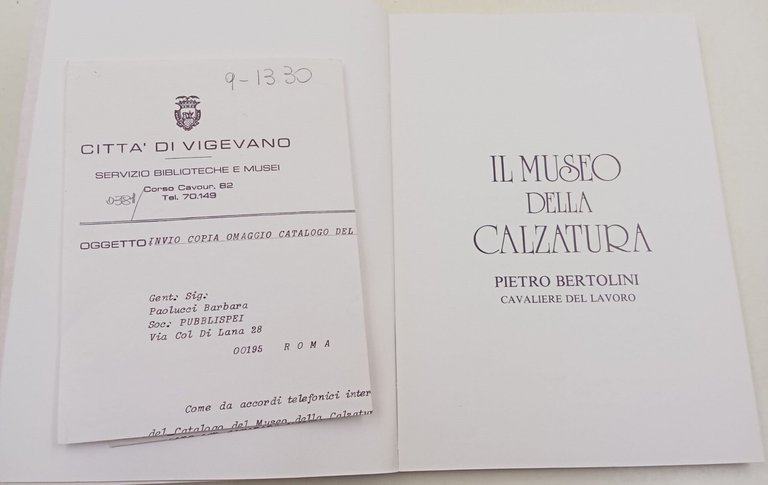 9-13 30
CITTA' DI VIGEVANO
SERVIZIO BIBLIOTECHE E MUSEI
Corso Cavour, 82
0381/ Tel. 70.149
OGGETTO: INVIO COPIA OMAGGIO CATALOGO DEL
Gent. Sig.
Paolucci Barbara
Soc. PUBBLISPEI
Via Col Di Lana 28
00195 R O M A
Come da accordi telefonici inter
del Catalogo del Museo della Calzatur
IL MUSEO
DELLA
CALZATURA
PIETRO BERTOLINI
CAVALIERE DEL LAVORO